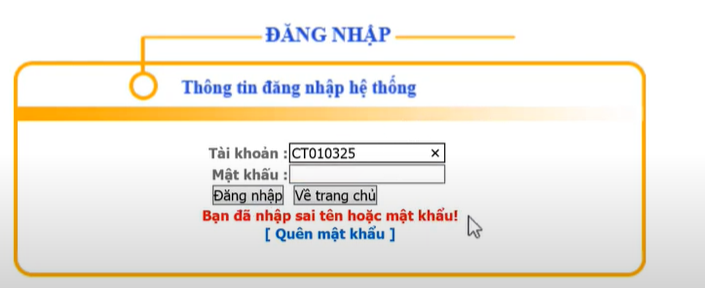 ĐĂNG NHẬP
Thông tin đăng nhập hệ thống
Tài khoản : CT010325 ×
Mật khẩu :
Đăng nhập Về trang chủ
Bạn đã nhập sai tên hoặc mật khẩu!
[ Quên mật khẩu ]